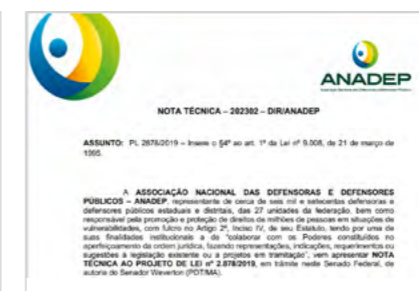 ANADEP
NOTA TÉCNICA – 202302 – DIR/ANADEP
ASSUNTO: PL 2878/2019 – Insere o §4º ao art. 1º da Lei nº 9.008, de 21 de março de
1995.
A ASSOCIAÇÃO NACIONAL DAS DEFENSORAS E DEFENSORES
PÚBLICOS – ANADEP, representante de cerca de seis mil e setecentas defensoras e
defensores públicos estaduais e distritais, das 27 unidades da federação, bem como
responsável pela promoção e proteção de direitos de milhões de pessoas em situações de
vulnerabilidades, com fulcro no Artigo 2º, Inciso IV, de seu Estatuto, tendo por uma de
suas finalidades institucionais a de "colaborar com os Poderes constituídos no
aperfeiçoamento da ordem jurídica, fazendo representações, indicações, requerimentos ou
sugestões à legislação existente ou a projetos em tramitação", vem apresentar NOTA
TÉCNICA AO PROJETO DE LEI nº 2.878/2019, em trâmite neste Senado Federal, de
autoria do Senador Weverton (PDT/MA).